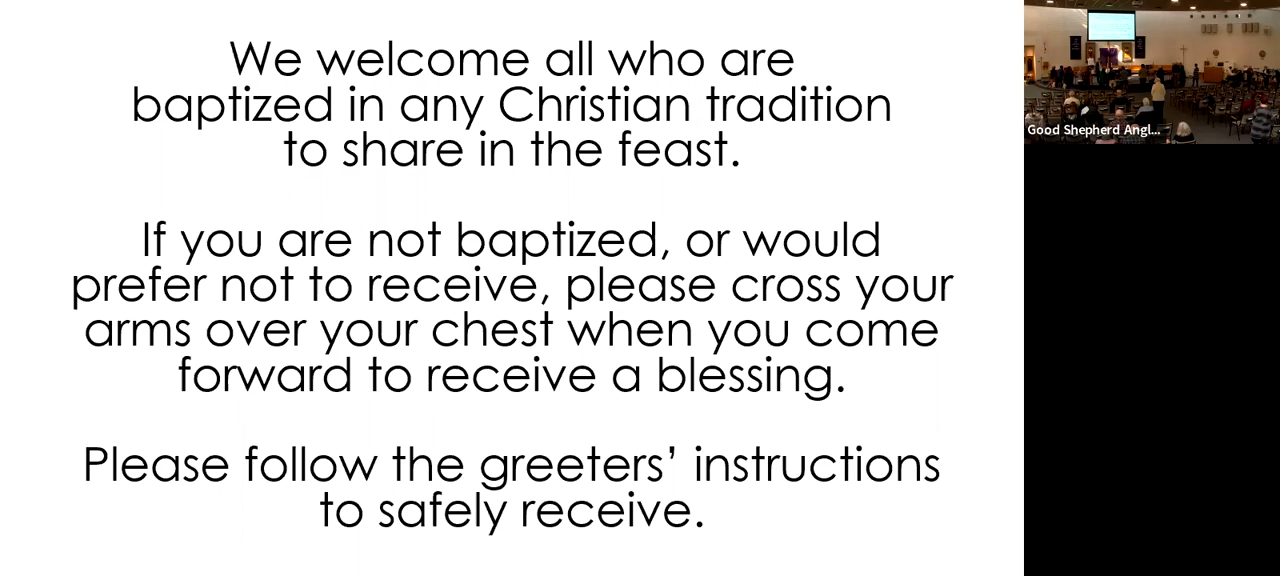 We welcome all who are
baptized in any Christian tradition
to share in the feast.
If you are not baptized, or would
prefer not to receive, please cross your
arms over your chest when you come
forward to receive a blessing.
Please follow the greeters’ instructions
to safely receive.
Good Shepherd Angl...